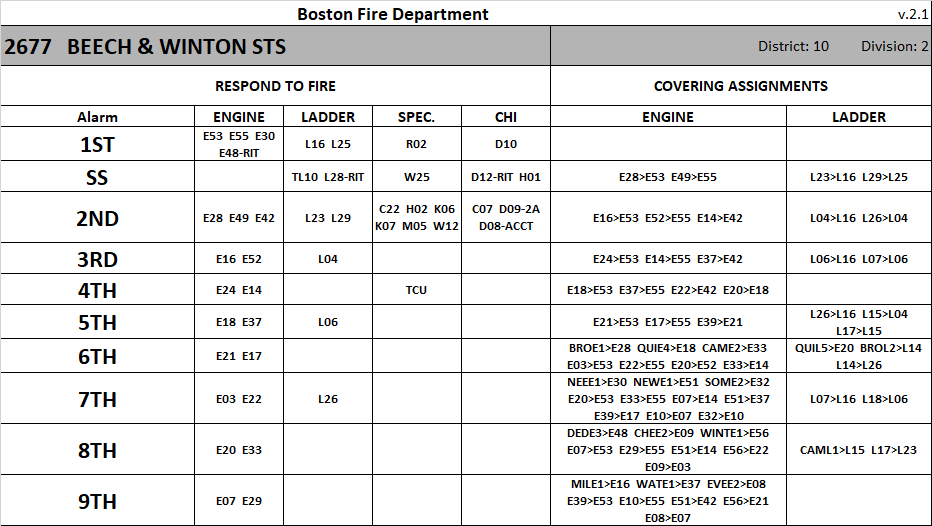 Boston Fire Department v.2.1
2677 BEECH & WINTON STS District: 10 Division: 2
RESPOND TO FIRE COVERING ASSIGNMENTS
Alarm ENGINE LADDER SPEC. CHI ENGINE LADDER
1ST E53 E55 E30 L16 L25 R02 D10
E48-RIT
SS TL10 L28-RIT W25 D12-RIT H01 E28>E53 E49>E55 L23>L16 L29>L25
2ND E28 E49 E42 L23 L29 C22 H02 K06 C07 D09-2A E16>E53 E52>E55 E14>E42 L04>L16 L26>L04
K07 M05 W12 D08-ACCT
3RD E16 E52 L04 E24>E53 E14>E55 E37>E42 L06>L16 L07>L06
4TH E24 E14 TCU E18>E53 E37>E55 E22>E42 E20>E18
5TH E18 E37 L06 E21>E53 E17>E55 E39>E21 L26>L16 L15>L04
L17>L15
6TH E21 E17 BROE1>E28 QUIE4>E18 CAME2>E33 QUIL5>E20 BROL2>L14
E03>E53 E22>E55 E20>E52 E33>E14 L14>L26
7TH E03 E22 L26 NEEE1>E30 NEWE1>E51 SOME2>E32 L07>L16 L18>L06
E20>E53 E33>E55 E07>E14 E51>E37
E39>E17 E10>E07 E32>E10
8TH E20 E33 DEDE3>E48 CHEE2>E09 WINTE1>E56 CAML1>L15 L17>L23
E07>E53 E29>E55 E51>E14 E56>E22
E09>E03
9TH E07 E29 MILE1>E16 WATE1>E37 EVEE2>E08
E39>E53 E10>E55 E51>E42 E56>E21
E08>E07